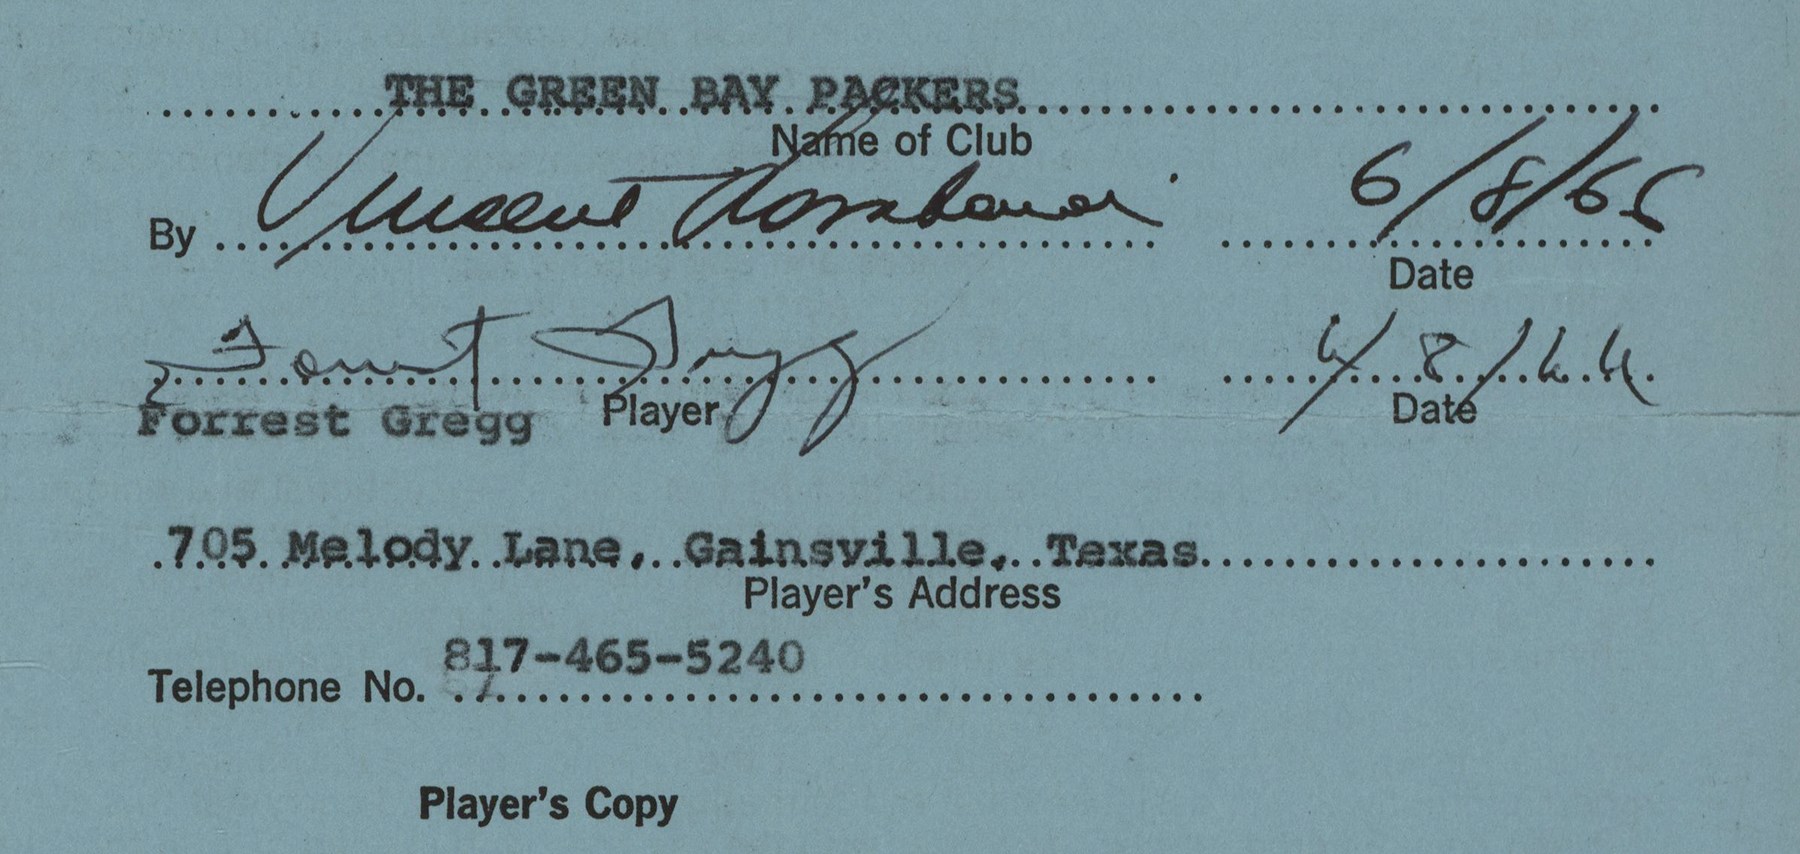 THE GREEN BAY PACKERS
Name of Club
By Vincent Lombardi 6/8/66
Date
Forrest Gregg 6/8/66
Forrest Gregg Player Date
705 Melody Lane, Gainsville, Texas
Player's Address
817-465-5240
Telephone No.
Player's Copy